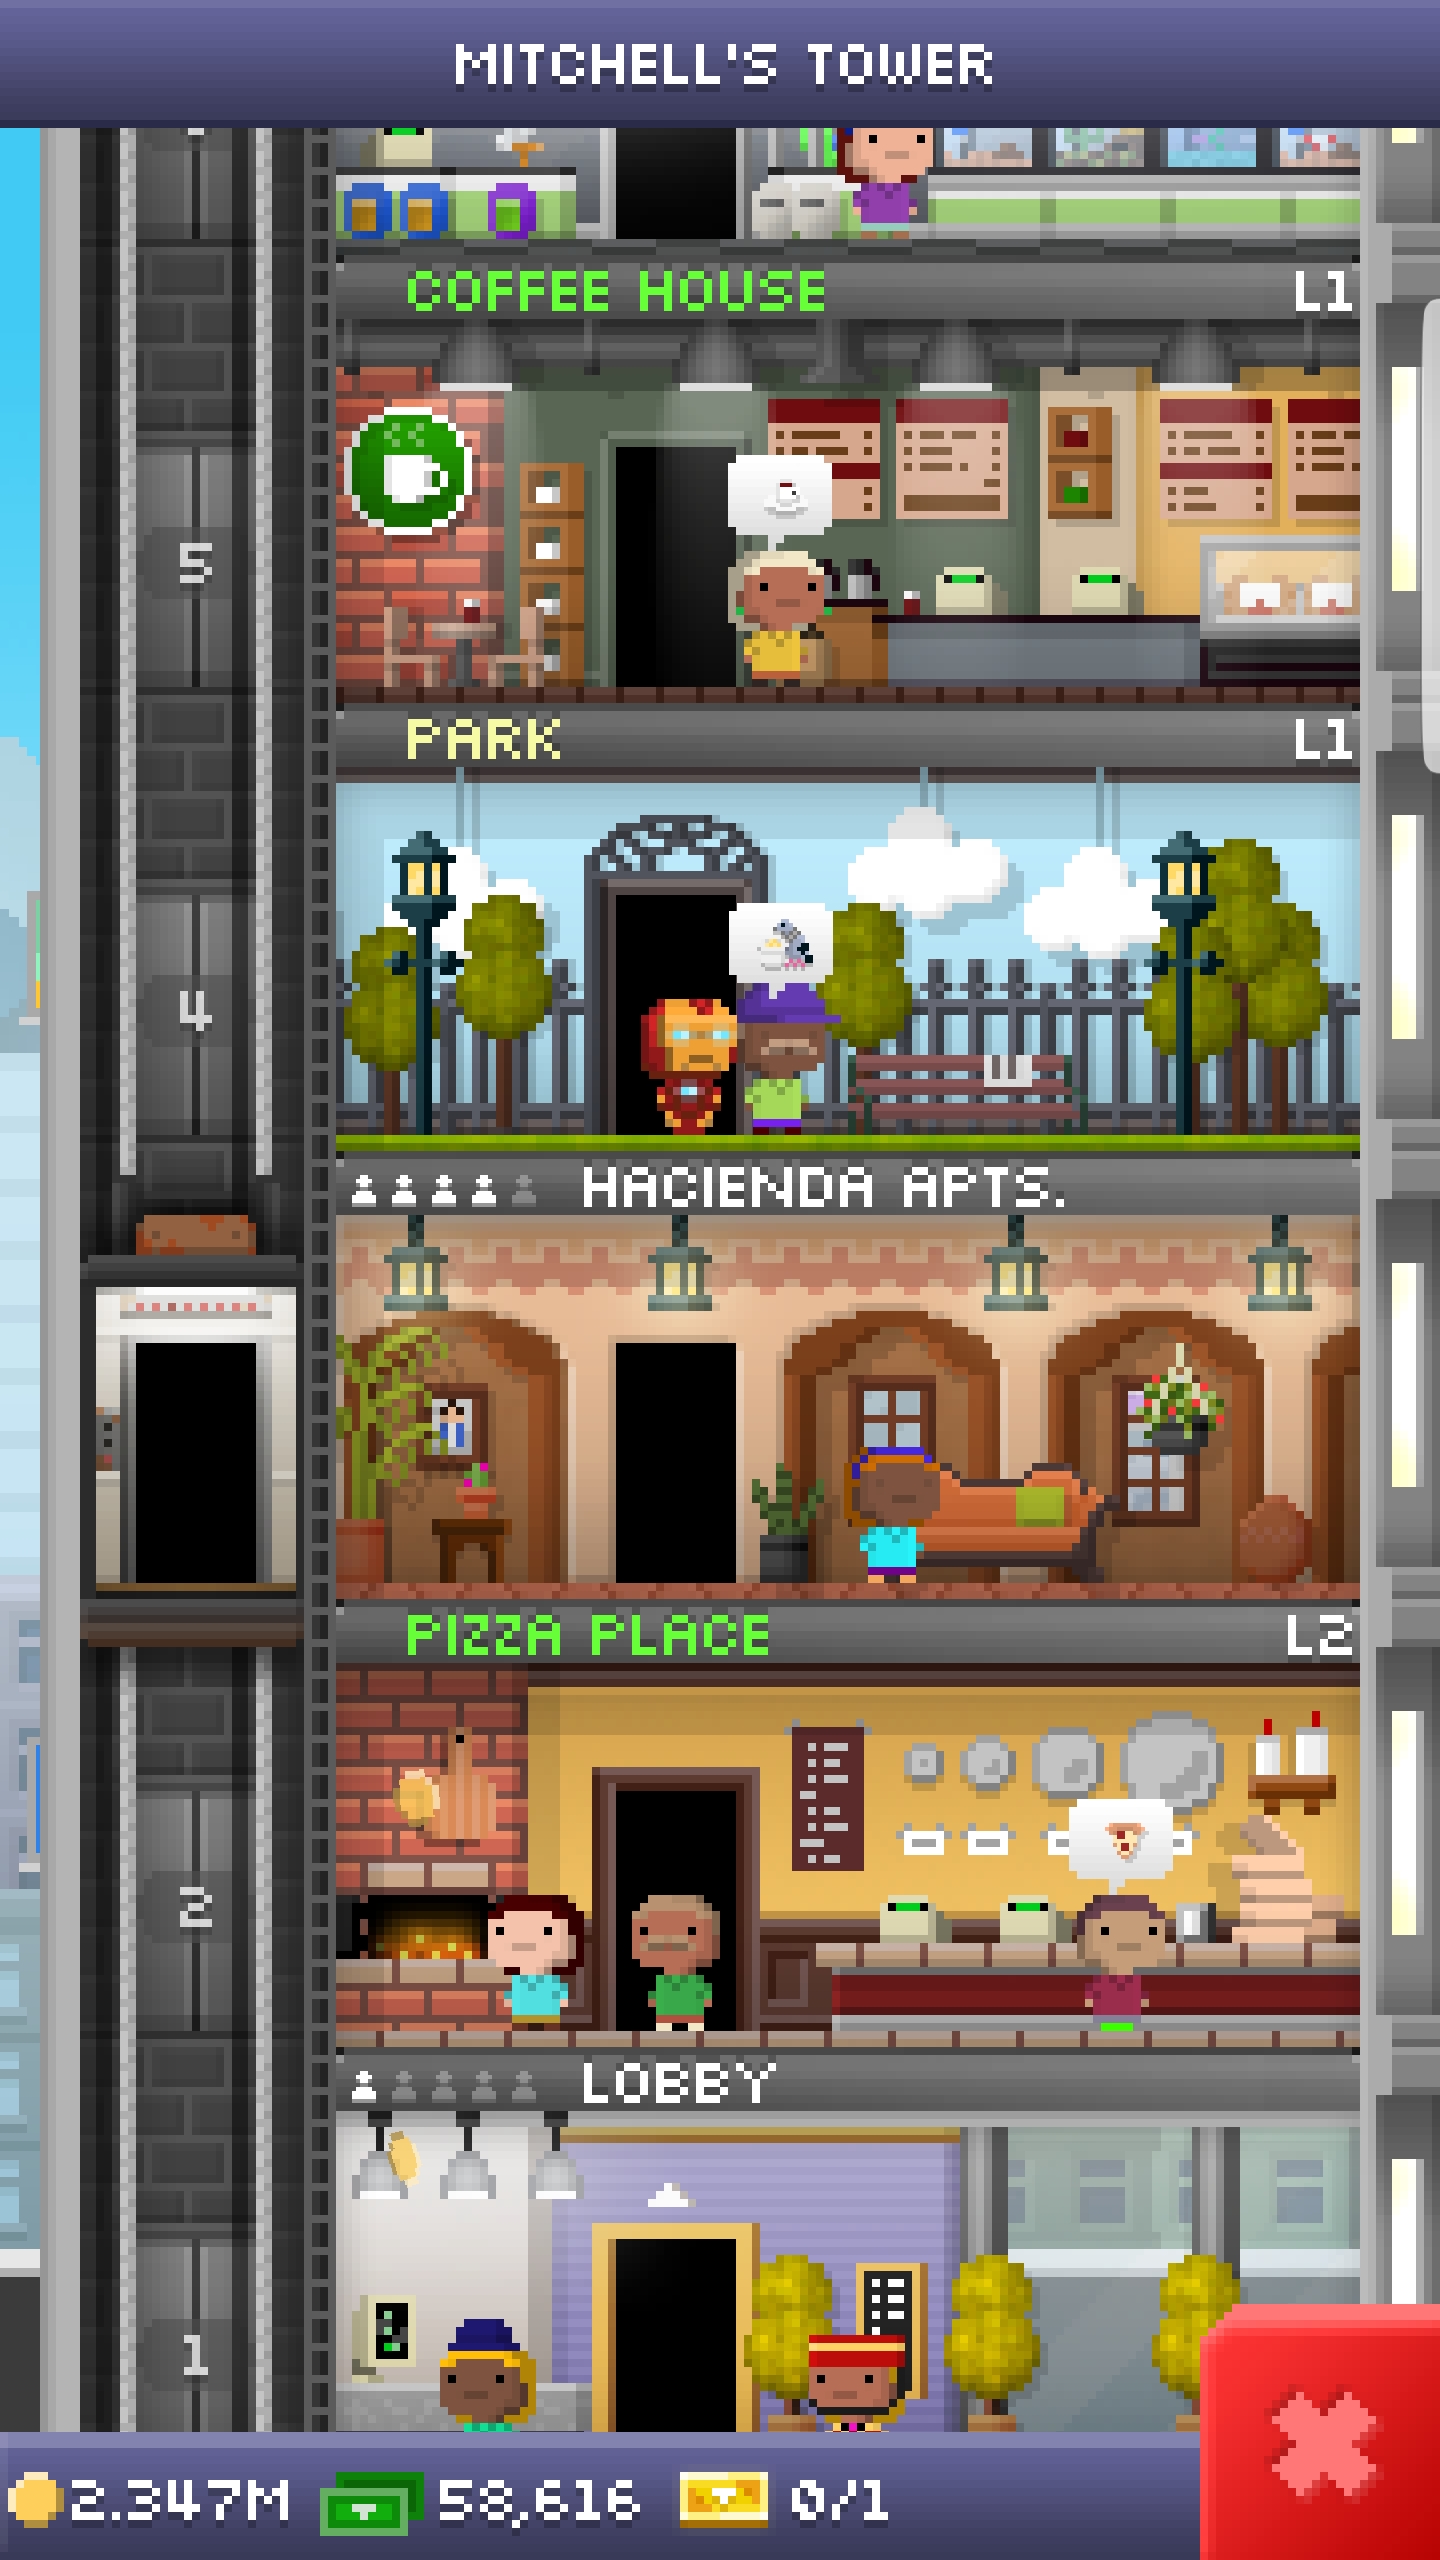 MITCHELL'S TOWER
COFFEE HOUSE L1
5
PARK L1
4
HACIENDA APTS.
PIZZA PLACE L2
2
LOBBY
1
2.347M 58,616 0/1